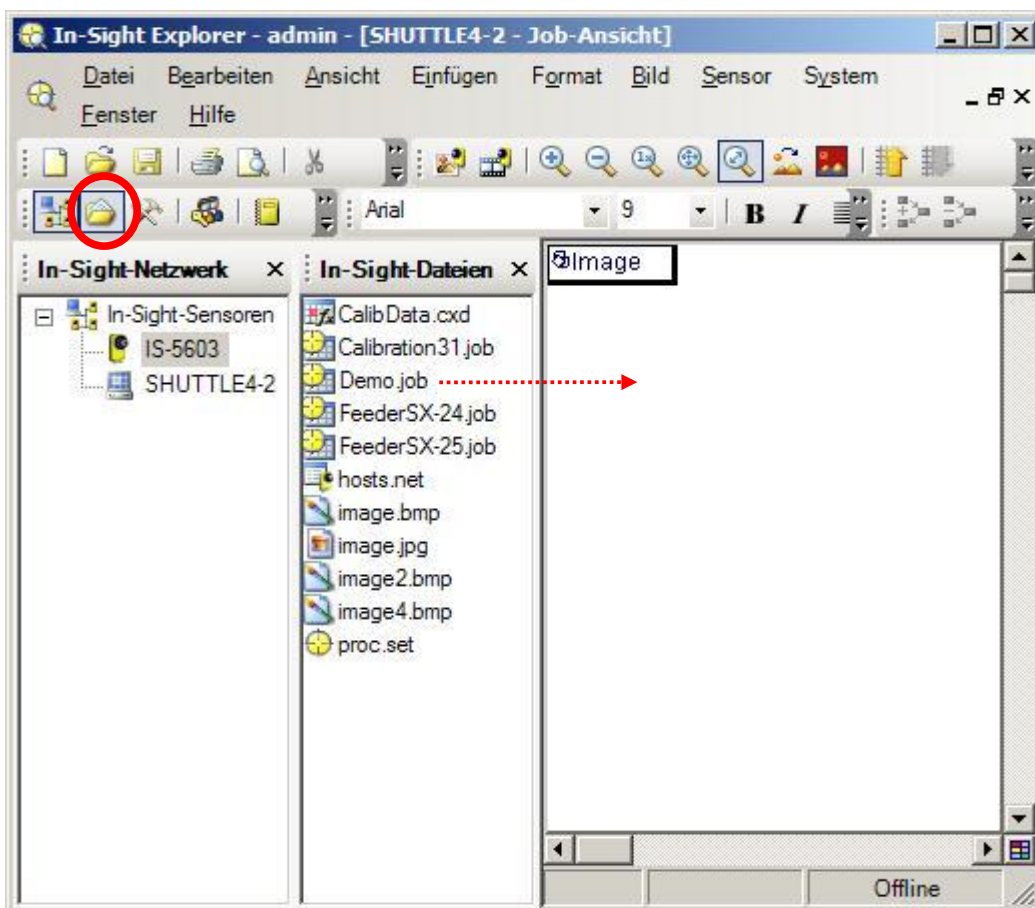 In-Sight Explorer - admin - [SHUTTLE4-2 - Job-Ansicht]
Datei Bearbeiten Ansicht Einfügen Format Bild Sensor System
Fenster Hilfe
Arial 9 B I
In-Sight-Netzwerk
In-Sight-Sensoren
IS-5603
SHUTTLE4-2
In-Sight-Dateien
CalibData.cxd
Calibration31.job
Demo.job
FeederSX-24.job
FeederSX-25.job
hosts.net
image.bmp
image.jpg
image2.bmp
image4.bmp
proc.set
Image
Offline